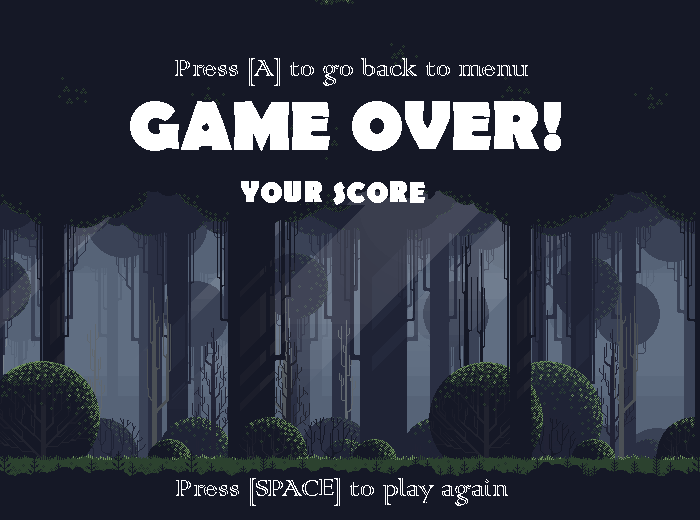 Press [A] to go back to menu
GAME OVER!
YOUR SCORE
Press [SPACE] to play again